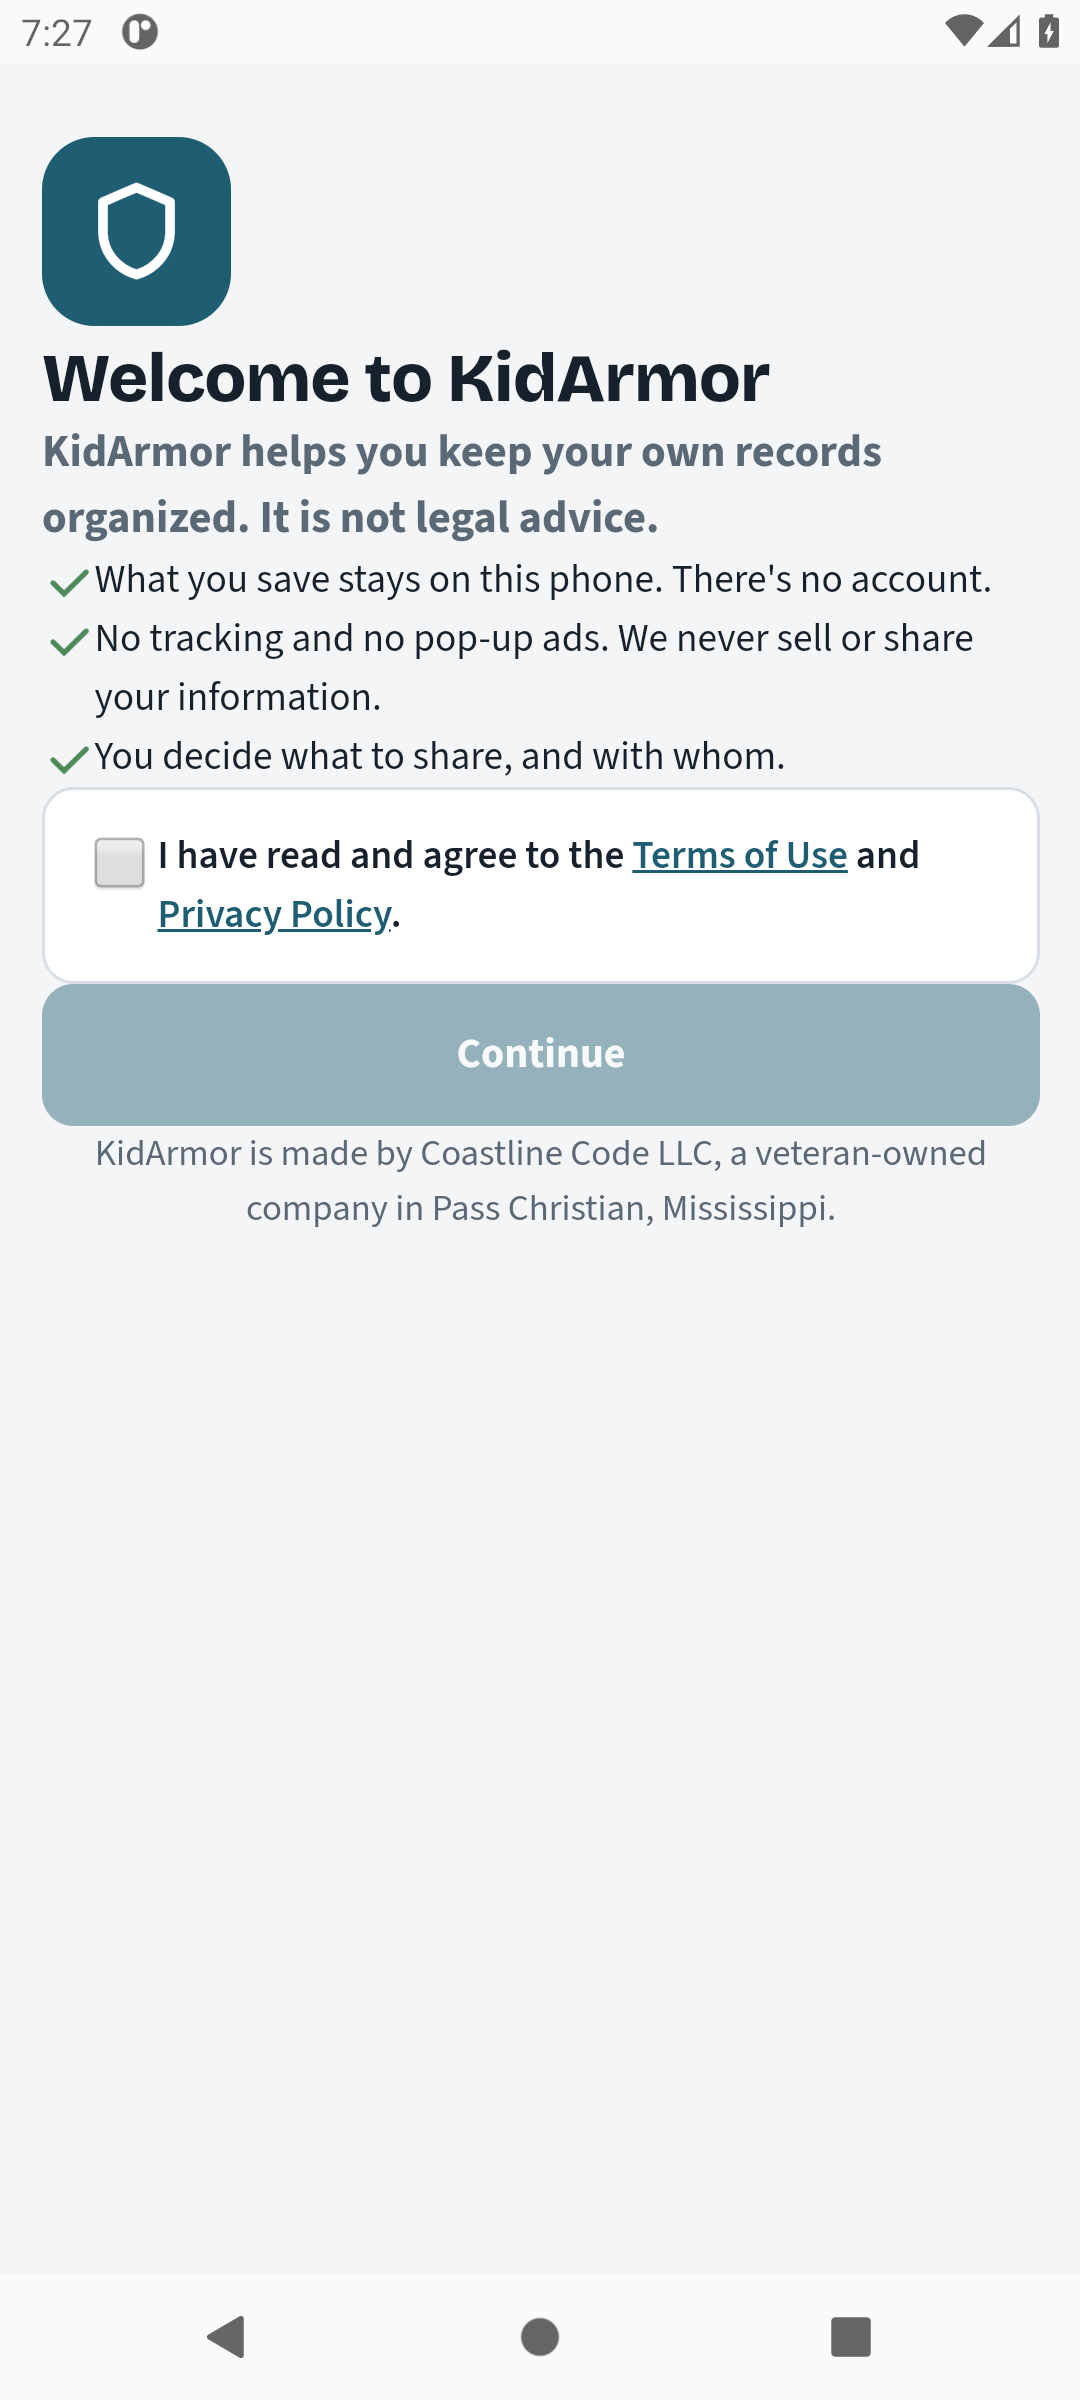 7:27
Welcome to KidArmor
KidArmor helps you keep your own records
organized. It is not legal advice.
What you save stays on this phone. There's no account.
No tracking and no pop-up ads. We never sell or share
your information.
You decide what to share, and with whom.
I have read and agree to the Terms of Use and
Privacy Policy.
Continue
KidArmor is made by Coastline Code LLC, a veteran-owned
company in Pass Christian, Mississippi.